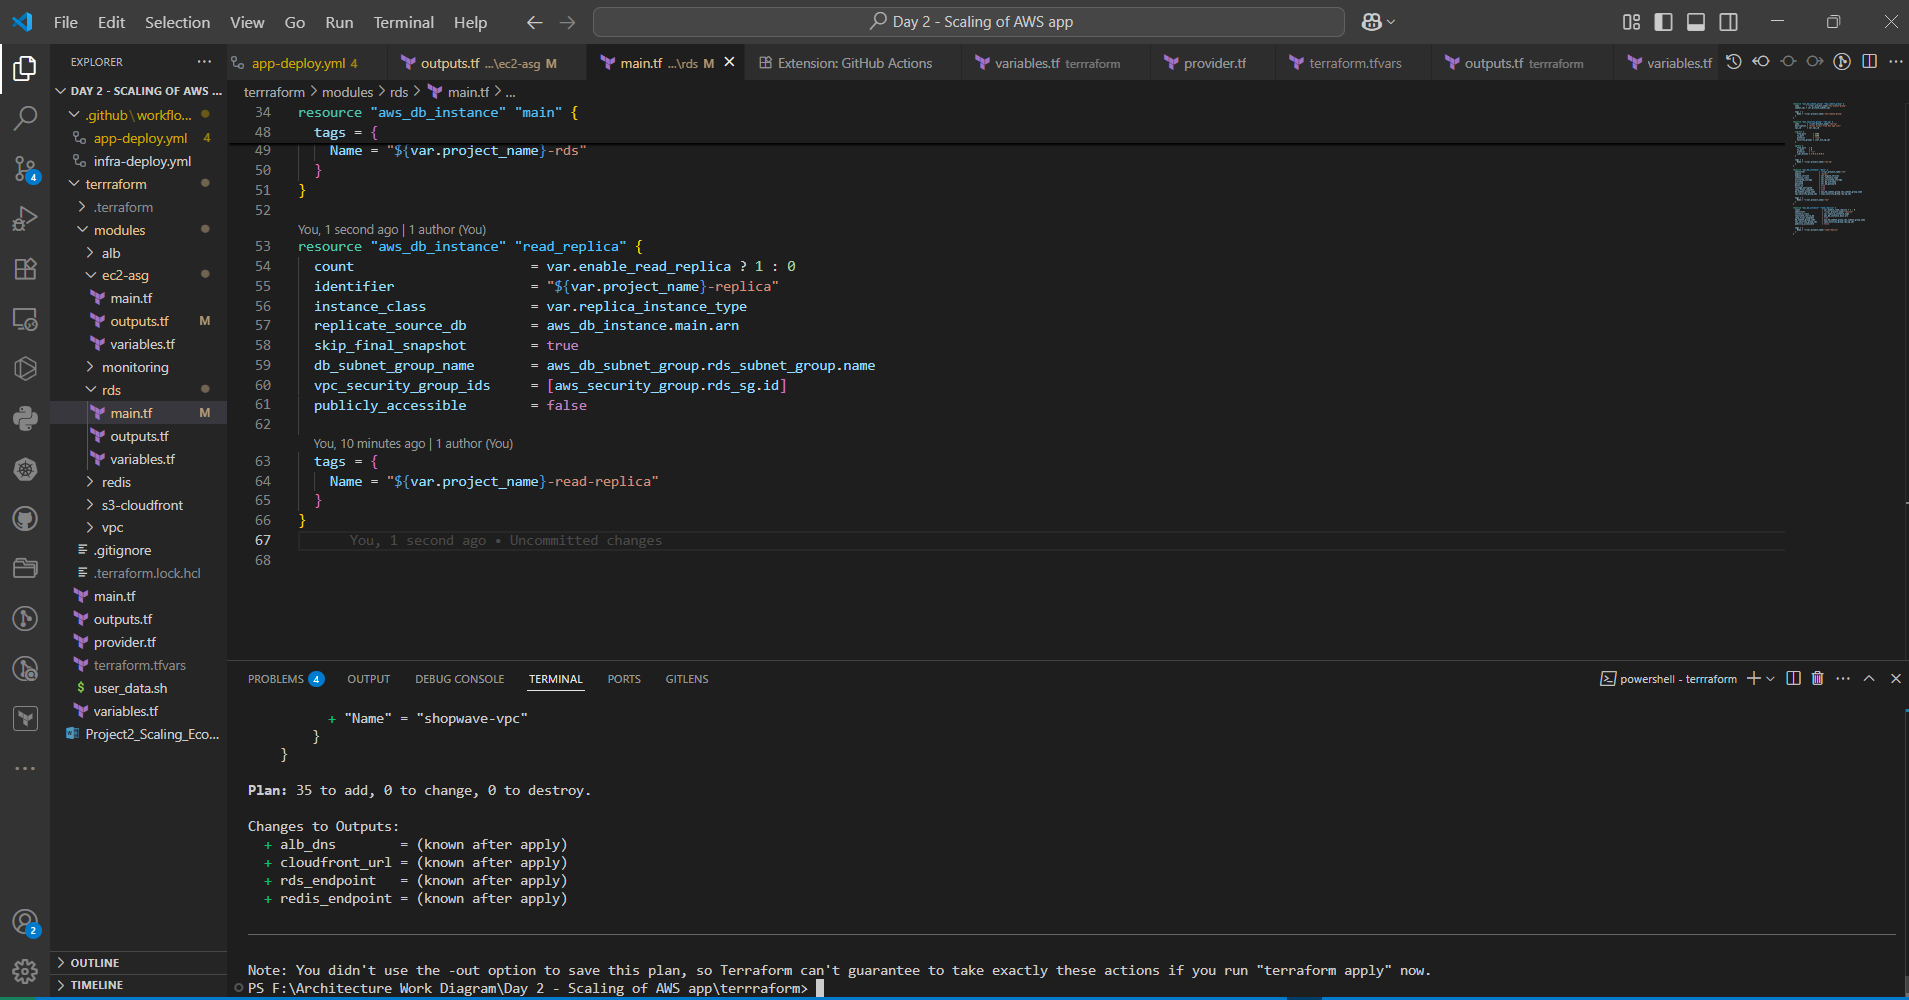 File Edit Selection View Go Run Terminal Help
Day 2 - Scaling of AWS app
EXPLORER
app-deploy.yml 4
outputs.tf ...\ec2-asg M
main.tf ...\rds M
Extension: GitHub Actions
variables.tf terrraform
provider.tf
terraform.tfvars
outputs.tf terrraform
variables.tf
DAY 2 - SCALING OF AWS ...
.github\workflo...
app-deploy.yml 4
infra-deploy.yml
terrraform
.terraform
modules
alb
ec2-asg
main.tf
outputs.tf M
variables.tf
monitoring
rds
main.tf M
outputs.tf
variables.tf
redis
s3-cloudfront
vpc
.gitignore
.terraform.lock.hcl
main.tf
outputs.tf
provider.tf
terraform.tfvars
user_data.sh
variables.tf
Project2_Scaling_Eco...
OUTLINE
TIMELINE
4
2
terrraform > modules > rds > main.tf > ...
34 resource "aws_db_instance" "main" {
48 tags = {
49 Name = "${var.project_name}-rds"
50 }
51 }
52
You, 1 second ago | 1 author (You)
53 resource "aws_db_instance" "read_replica" {
54 count = var.enable_read_replica ? 1 : 0
55 identifier = "${var.project_name}-replica"
56 instance_class = var.replica_instance_type
57 replicate_source_db = aws_db_instance.main.arn
58 skip_final_snapshot = true
59 db_subnet_group_name = aws_db_subnet_group.rds_subnet_group.name
60 vpc_security_group_ids = [aws_security_group.rds_sg.id]
61 publicly_accessible = false
62
You, 10 minutes ago | 1 author (You)
63 tags = {
64 Name = "${var.project_name}-read-replica"
65 }
66 }
67 You, 1 second ago • Uncommitted changes
68
PROBLEMS 4 OUTPUT DEBUG CONSOLE TERMINAL PORTS GITLENS
powershell - terrraform
+ "Name" = "shopwave-vpc"
}
}
Plan: 35 to add, 0 to change, 0 to destroy.
Changes to Outputs:
+ alb_dns = (known after apply)
+ cloudfront_url = (known after apply)
+ rds_endpoint = (known after apply)
+ redis_endpoint = (known after apply)
Note: You didn't use the -out option to save this plan, so Terraform can't guarantee to take exactly these actions if you run "terraform apply" now.
PS F:\Architecture Work Diagram\Day 2 - Scaling of AWS app\terrraform>